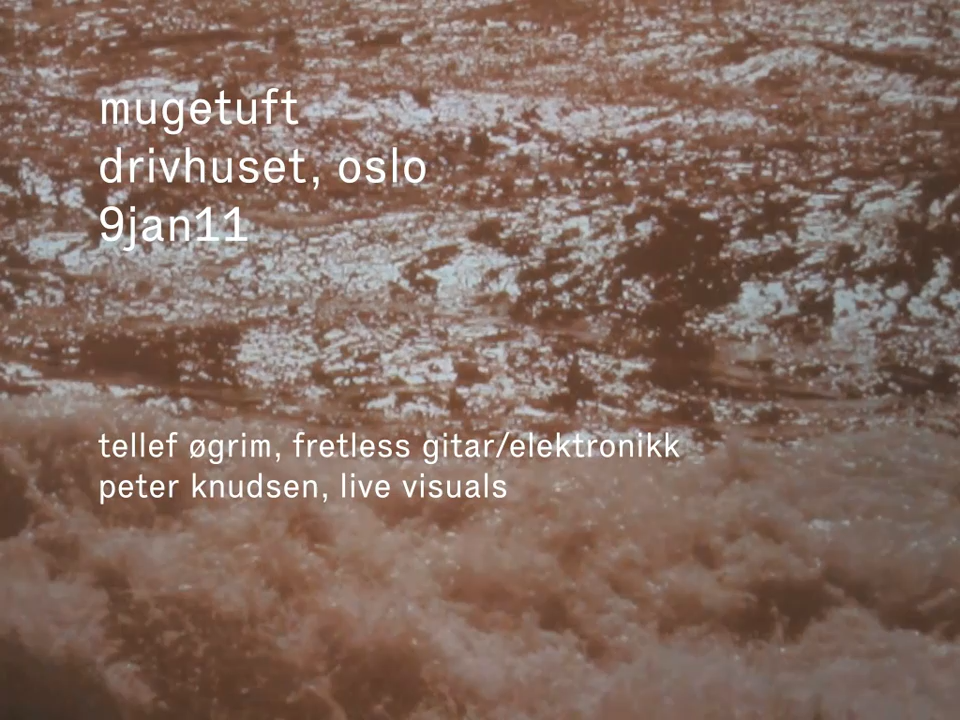 mugetuft
drivhuset, oslo
9jan11
tellef øgrim, fretless gitar/elektronikk
peter knudsen, live visuals